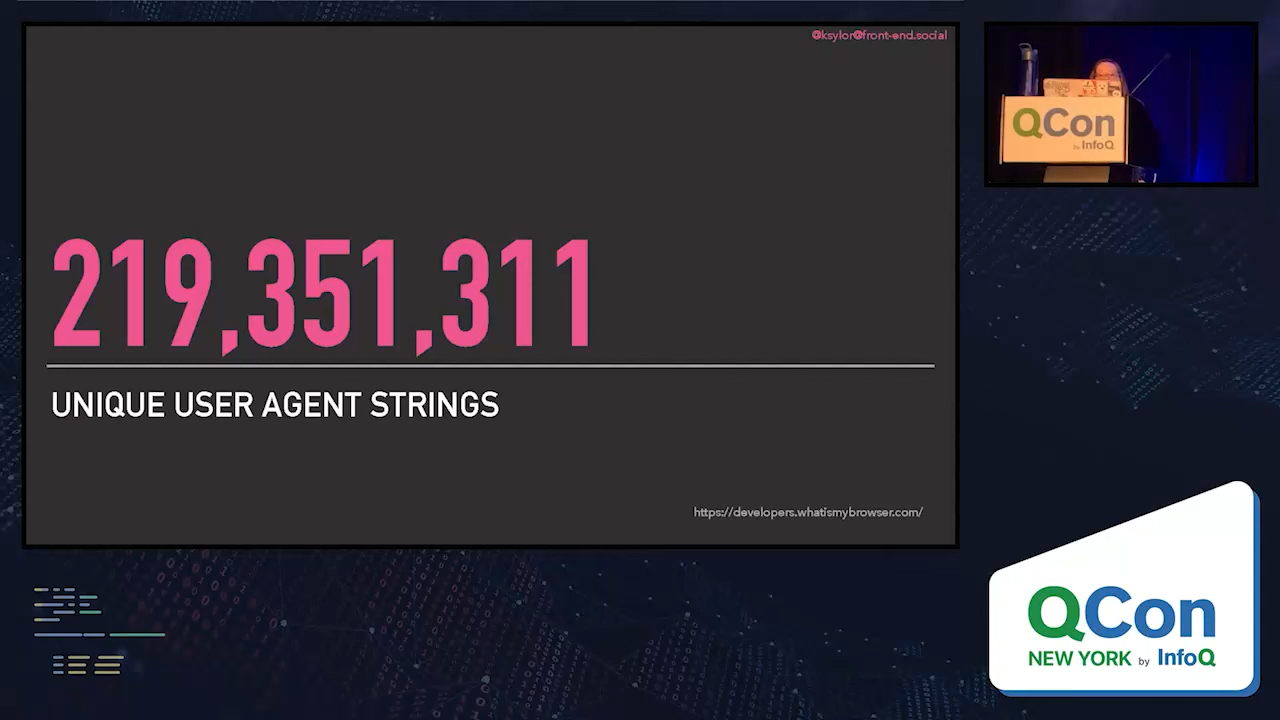 @ksylor@front-end.social
219,351,311
UNIQUE USER AGENT STRINGS
https://developers.whatismybrowser.com/
QCon
by InfoQ
QCon
NEW YORK by InfoQ